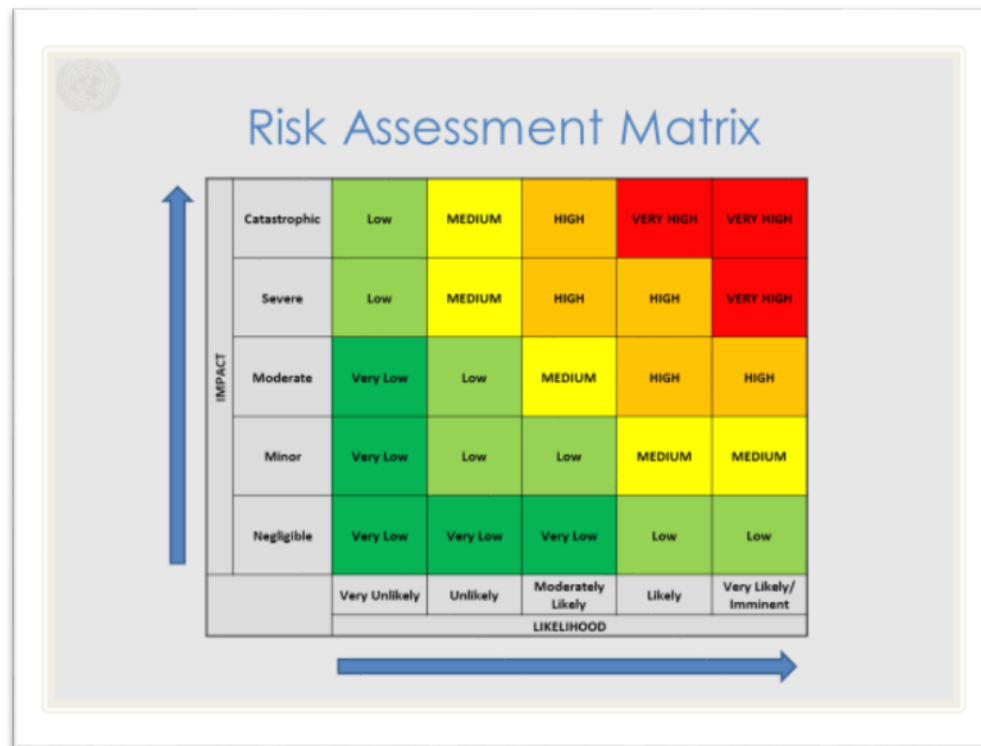 Risk Assessment Matrix
IMPACT
Catastrophic Low MEDIUM HIGH VERY HIGH VERY HIGH
Severe Low MEDIUM HIGH HIGH VERY HIGH
Moderate Very Low Low MEDIUM HIGH HIGH
Minor Very Low Low Low MEDIUM MEDIUM
Negligible Very Low Very Low Very Low Low Low
Very Unlikely Unlikely Moderately Likely Likely Very Likely/ Imminent
LIKELIHOOD